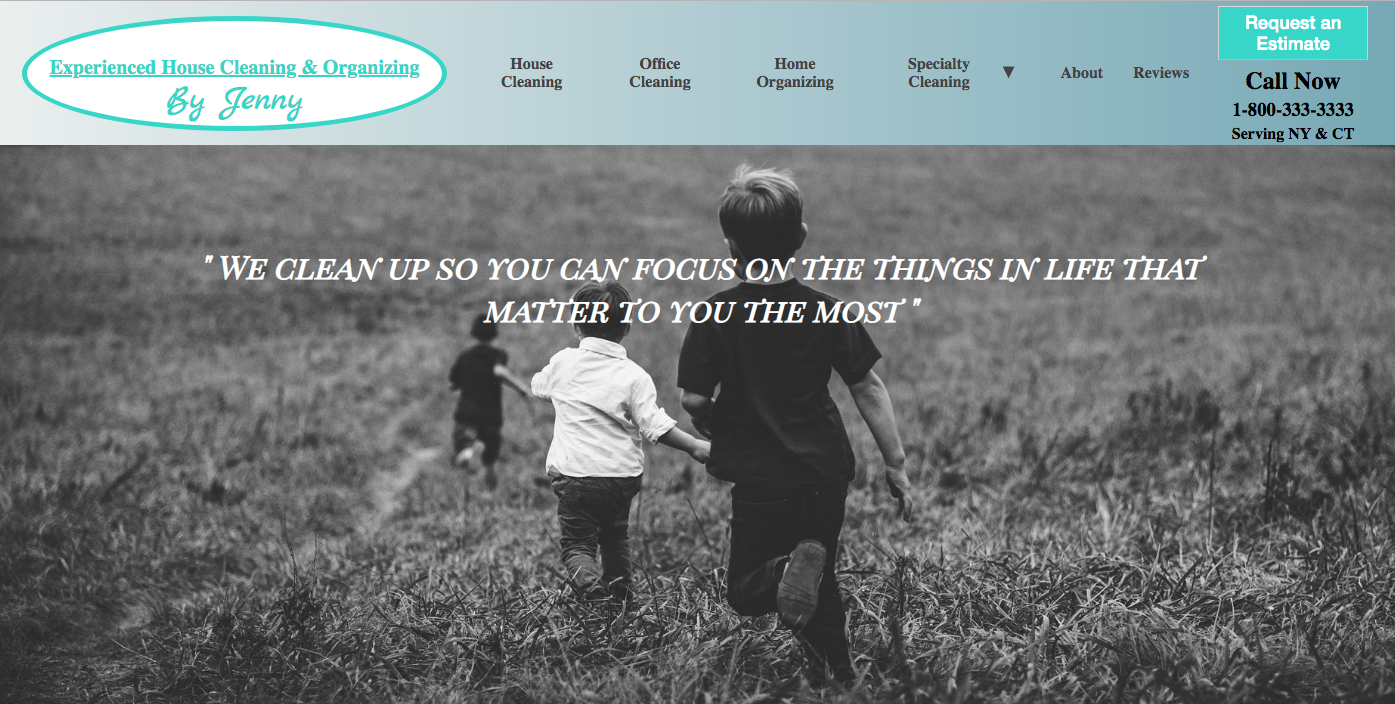 Experienced House Cleaning & Organizing
By Jenny
House
Cleaning
Office
Cleaning
Home
Organizing
Specialty
Cleaning
▼
About
Reviews
Request an
Estimate
Call Now
1-800-333-3333
Serving NY & CT
" We clean up so you can focus on the things in life that
matter to you the most "